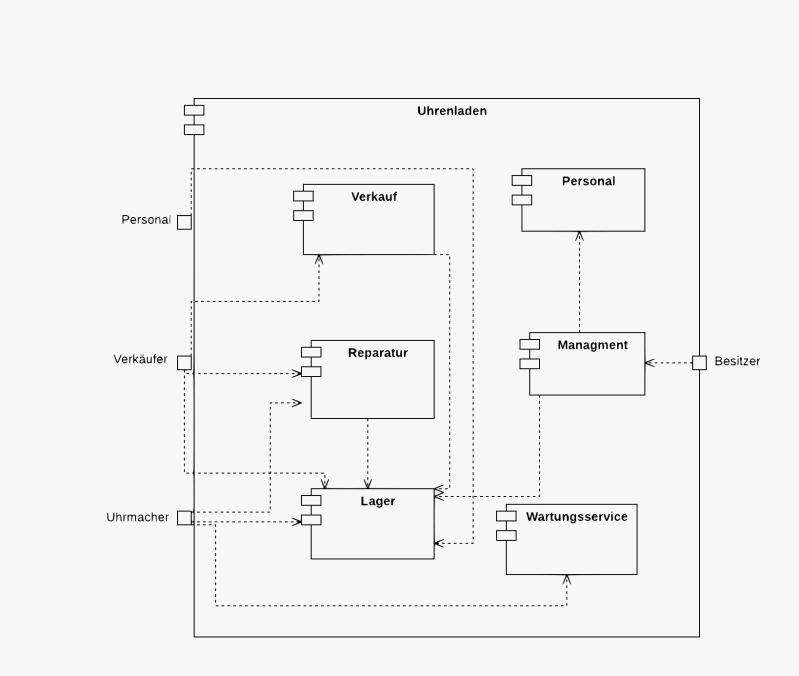 Uhrenladen
Personal
Verkauf
Personal
Reparatur
Managment
Verkäufer
Besitzer
Lager
Uhrmacher
Wartungsservice